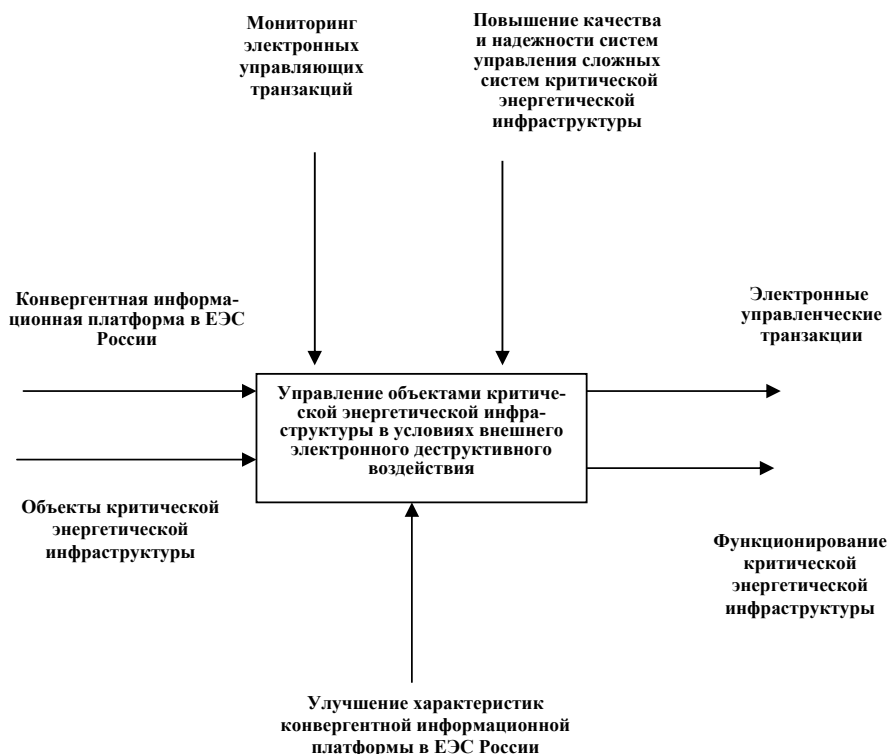 Мониторинг
электронных
управляющих
транзакций
Повышение качества
и надежности систем
управления сложных
систем критической
энергетической
инфраструктуры
Конвергентная информа-
ционная платформа в ЕЭС
России
Электронные
управленческие
транзакции
Управление объектами критиче-
ской энергетической инфра-
структуры в условиях внешнего
электронного деструктивного
воздействия
Объекты критической
энергетической
инфраструктуры
Функционирование
критической
энергетической
инфраструктуры
Улучшение характеристик
конвергентной информационной
платформы в ЕЭС России